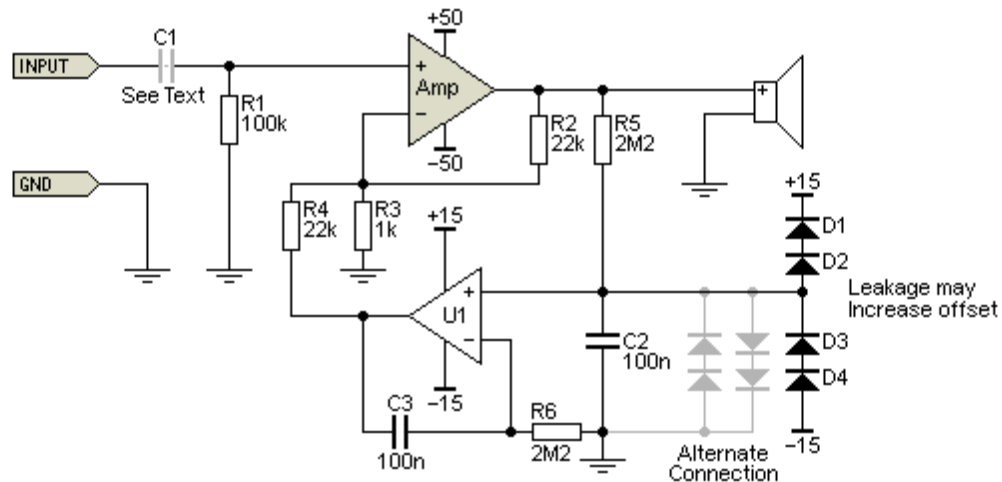 +50
C1
INPUT
See Text
+
Amp
−
−50
R1
100k
R2
22k
R5
2M2
+
GND
R4
22k
R3
1k
+15
+15
D1
D2
Leakage may
Increase offset
+
U1
−
−15
C2
100n
D3
D4
C3
100n
R6
2M2
−15
Alternate
Connection